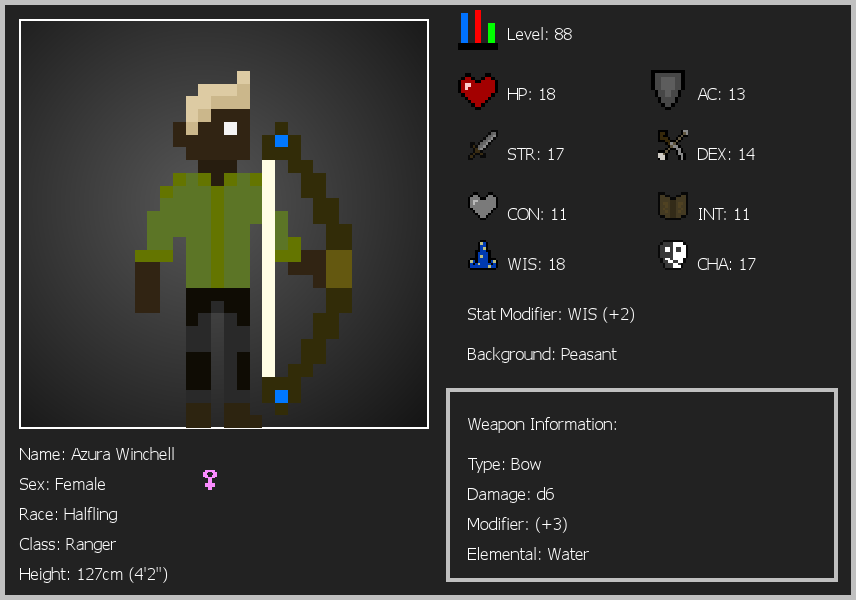 Level: 88
HP: 18
AC: 13
STR: 17
DEX: 14
CON: 11
INT: 11
WIS: 18
CHA: 17
Stat Modifier: WIS (+2)
Background: Peasant
Weapon Information:
Type: Bow
Damage: d6
Modifier: (+3)
Elemental: Water
Name: Azura Winchell
Sex: Female
Race: Halfling
Class: Ranger
Height: 127cm (4'2")